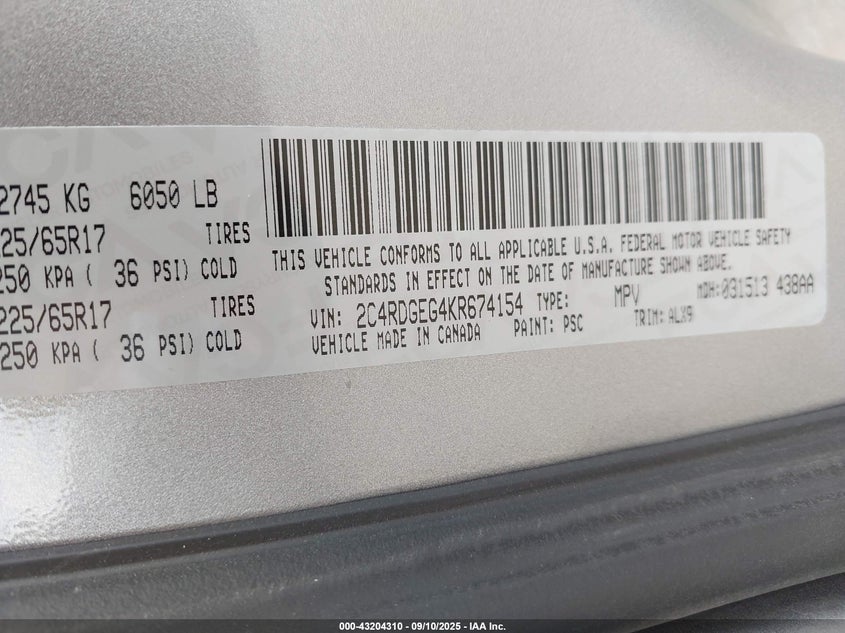 2745 KG 6050 LB
225/65R17 TIRES
250 KPA ( 36 PSI) COLD
225/65R17 TIRES
250 KPA ( 36 PSI) COLD
THIS VEHICLE CONFORMS TO ALL APPLICABLE U.S.A. FEDERAL MOTOR VEHICLE SAFETY
STANDARDS IN EFFECT ON THE DATE OF MANUFACTURE SHOWN ABOVE.
VIN: 2C4RDGEG4KR674154 TYPE: MPV MDH: 031513 438AA
VEHICLE MADE IN CANADA PAINT: PSC TRIM: ALX9
000-43204310 - 09/10/2025 - IAA Inc.